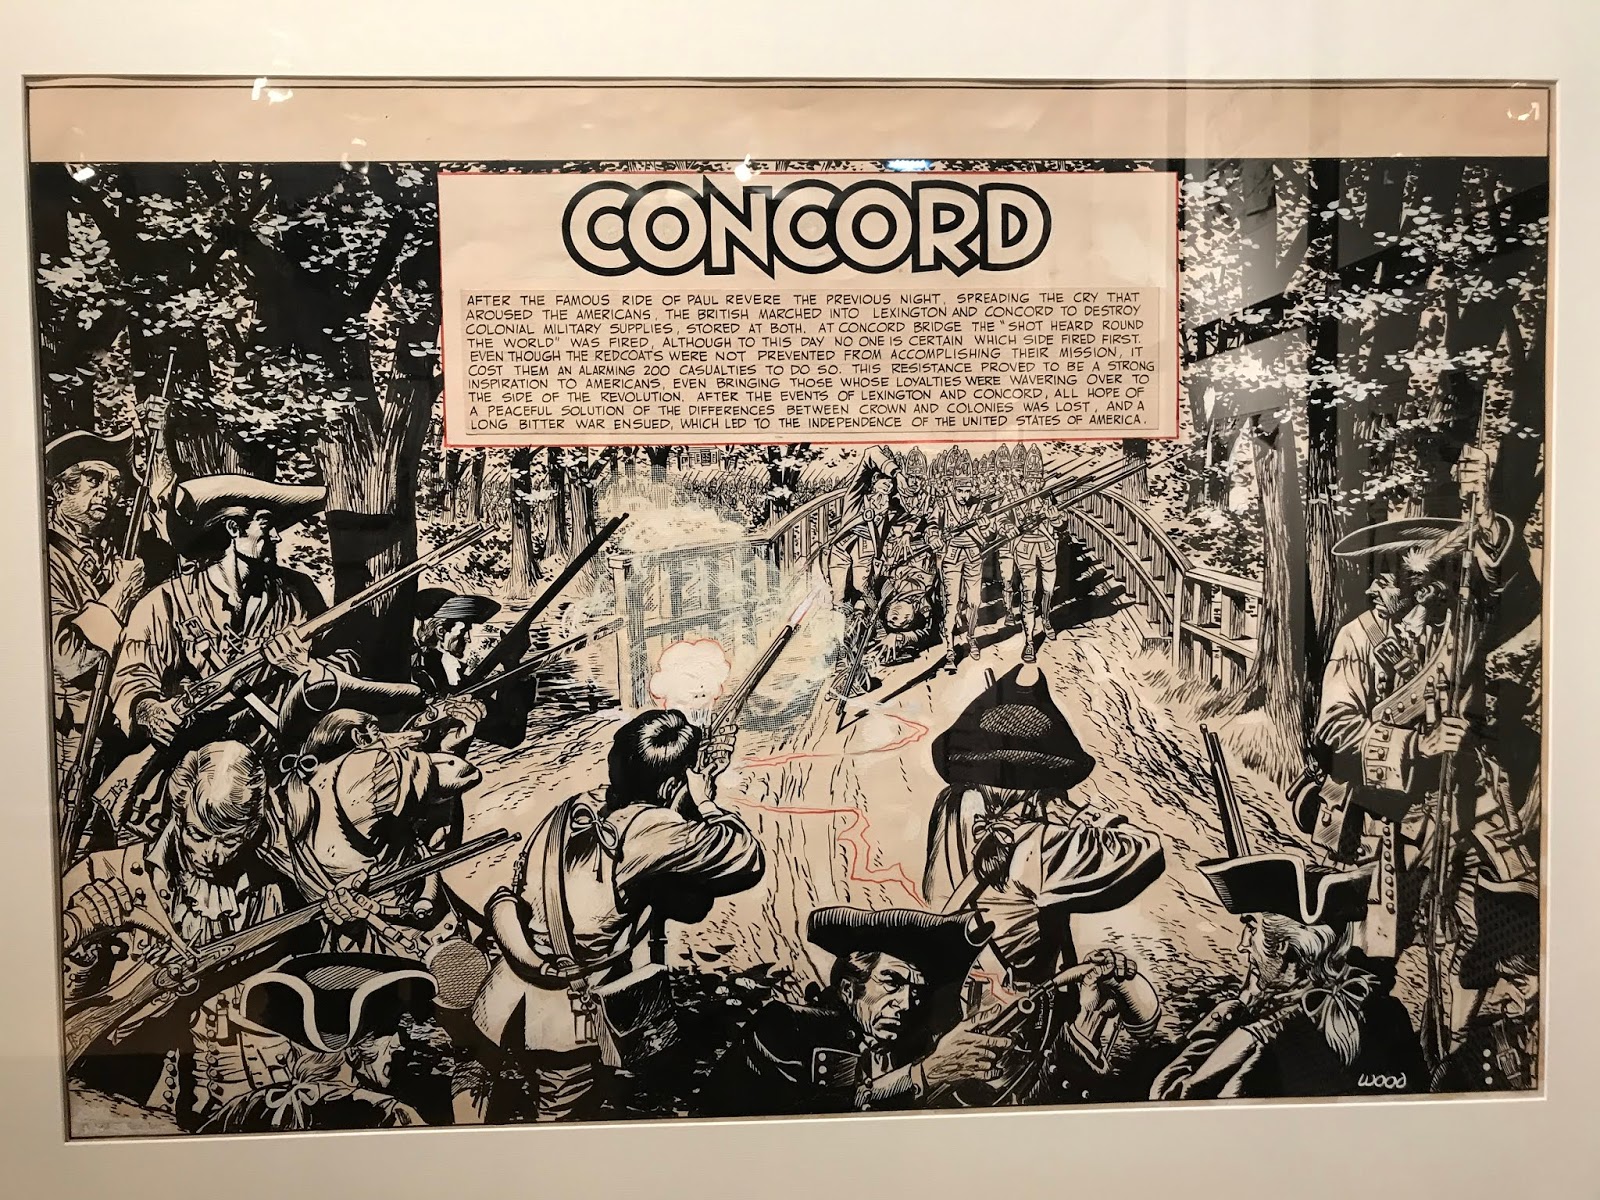 CONCORD
AFTER THE FAMOUS RIDE OF PAUL REVERE THE PREVIOUS NIGHT, SPREADING THE CRY THAT
AROUSED THE AMERICANS, THE BRITISH MARCHED INTO LEXINGTON AND CONCORD TO DESTROY
COLONIAL MILITARY SUPPLIES, STORED AT BOTH. AT CONCORD BRIDGE THE "SHOT HEARD ROUND
THE WORLD" WAS FIRED, ALTHOUGH TO THIS DAY NO ONE IS CERTAIN WHICH SIDE FIRED FIRST.
EVEN THOUGH THE REDCOATS WERE NOT PREVENTED FROM ACCOMPLISHING THEIR MISSION, IT
COST THEM AN ALARMING 200 CASUALTIES TO DO SO. THIS RESISTANCE PROVED TO BE A STRONG
INSPIRATION TO AMERICANS, EVEN BRINGING THOSE WHOSE LOYALTIES WERE WAVERING OVER TO
THE SIDE OF THE REVOLUTION. AFTER THE EVENTS OF LEXINGTON AND CONCORD, ALL HOPE OF
A PEACEFUL SOLUTION OF THE DIFFERENCES BETWEEN CROWN AND COLONIES WAS LOST, AND A
LONG BITTER WAR ENSUED, WHICH LED TO THE INDEPENDENCE OF THE UNITED STATES OF AMERICA.
WOOD